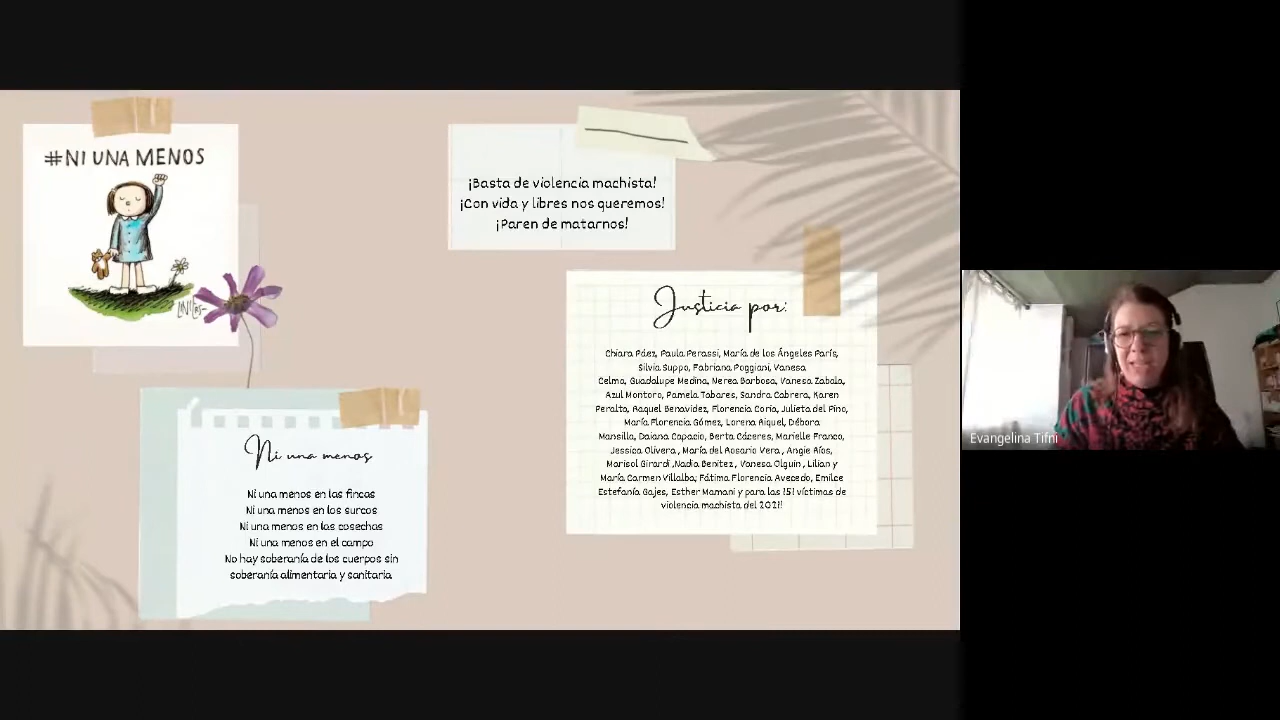 #NI UNA MENOS
LINIERS
¡Basta de violencia machista!
¡Con vida y libres nos queremos!
¡Paren de matarnos!
Justicia por:
Chiara Páez, Paula Perassi, María de los Ángeles París,
Silvia Suppo, Fabriana Poggiani, Vanesa
Celma, Guadalupe Medina, Nerea Barbosa, Vanesa Zabala,
Azul Montoro, Pamela Tabares, Sandra Cabrera, Karen
Peralta, Raquel Benavidez, Florencia Coria, Julieta del Pino,
María Florencia Gómez, Lorena Riquel, Débora
Mansilla, Daiana Capacio, Berta Cáceres, Marielle Franco,
Jessica Olivera, María del Rosario Vera, Angie Ríos,
Marisol Girardi ,Nadia Benitez, Vanesa Olguin, Lilian y
María Carmen Villalba; Fátima Florencia Avecedo, Emilce
Estefanía Gajes, Esther Mamani y para las 151 víctimas de
violencia machista del 2021!
Ni una menos
Ni una menos en las fincas
Ni una menos en los surcos
Ni una menos en las cosechas
Ni una menos en el campo
No hay soberanía de los cuerpos sin
soberanía alimentaria y sanitaria
Evangelina Tifni